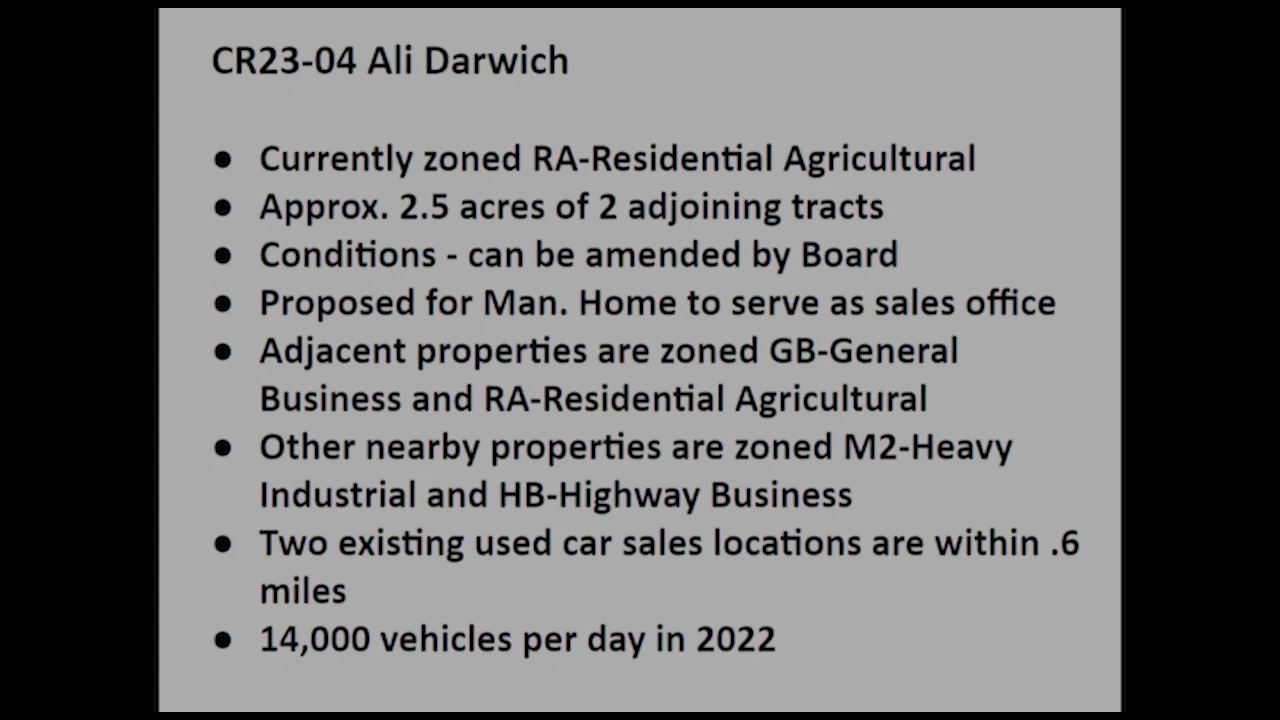 CR23-04 Ali Darwich
● Currently zoned RA-Residential Agricultural
● Approx. 2.5 acres of 2 adjoining tracts
● Conditions - can be amended by Board
● Proposed for Man. Home to serve as sales office
● Adjacent properties are zoned GB-General
Business and RA-Residential Agricultural
● Other nearby properties are zoned M2-Heavy
Industrial and HB-Highway Business
● Two existing used car sales locations are within .6
miles
● 14,000 vehicles per day in 2022